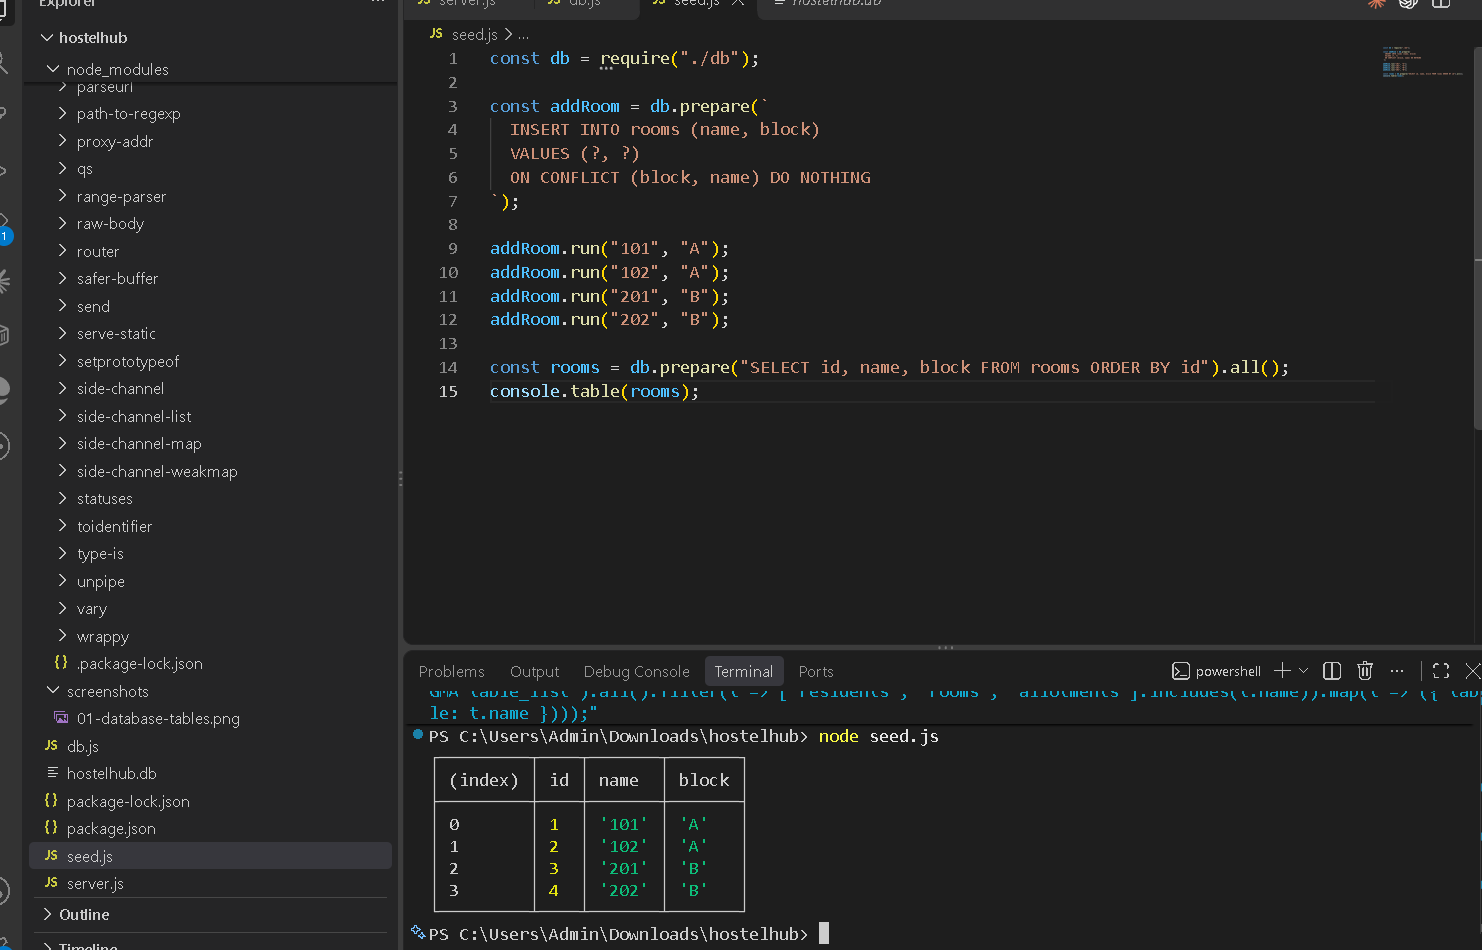 Explorer
hostelhub
node_modules
parseurl
path-to-regexp
proxy-addr
qs
range-parser
raw-body
router
safer-buffer
send
serve-static
setprototypeof
side-channel
side-channel-list
side-channel-map
side-channel-weakmap
statuses
toidentifier
type-is
unpipe
vary
wrappy
{} .package-lock.json
screenshots
01-database-tables.png
JS db.js
hostelhub.db
{} package-lock.json
{} package.json
JS seed.js
JS server.js
Outline
Timeline
1
JS server.js JS db.js JS seed.js hostelhub.db
JS seed.js > ...
1 const db = require("./db");
2
3 const addRoom = db.prepare(`
4 INSERT INTO rooms (name, block)
5 VALUES (?, ?)
6 ON CONFLICT (block, name) DO NOTHING
7 `);
8
9 addRoom.run("101", "A");
10 addRoom.run("102", "A");
11 addRoom.run("201", "B");
12 addRoom.run("202", "B");
13
14 const rooms = db.prepare("SELECT id, name, block FROM rooms ORDER BY id").all();
15 console.table(rooms);
Problems Output Debug Console Terminal Ports powershell
le: t.name })));"
PS C:\Users\Admin\Downloads\hostelhub> node seed.js
(index) id name block
0 1 '101' 'A'
1 2 '102' 'A'
2 3 '201' 'B'
3 4 '202' 'B'
PS C:\Users\Admin\Downloads\hostelhub>